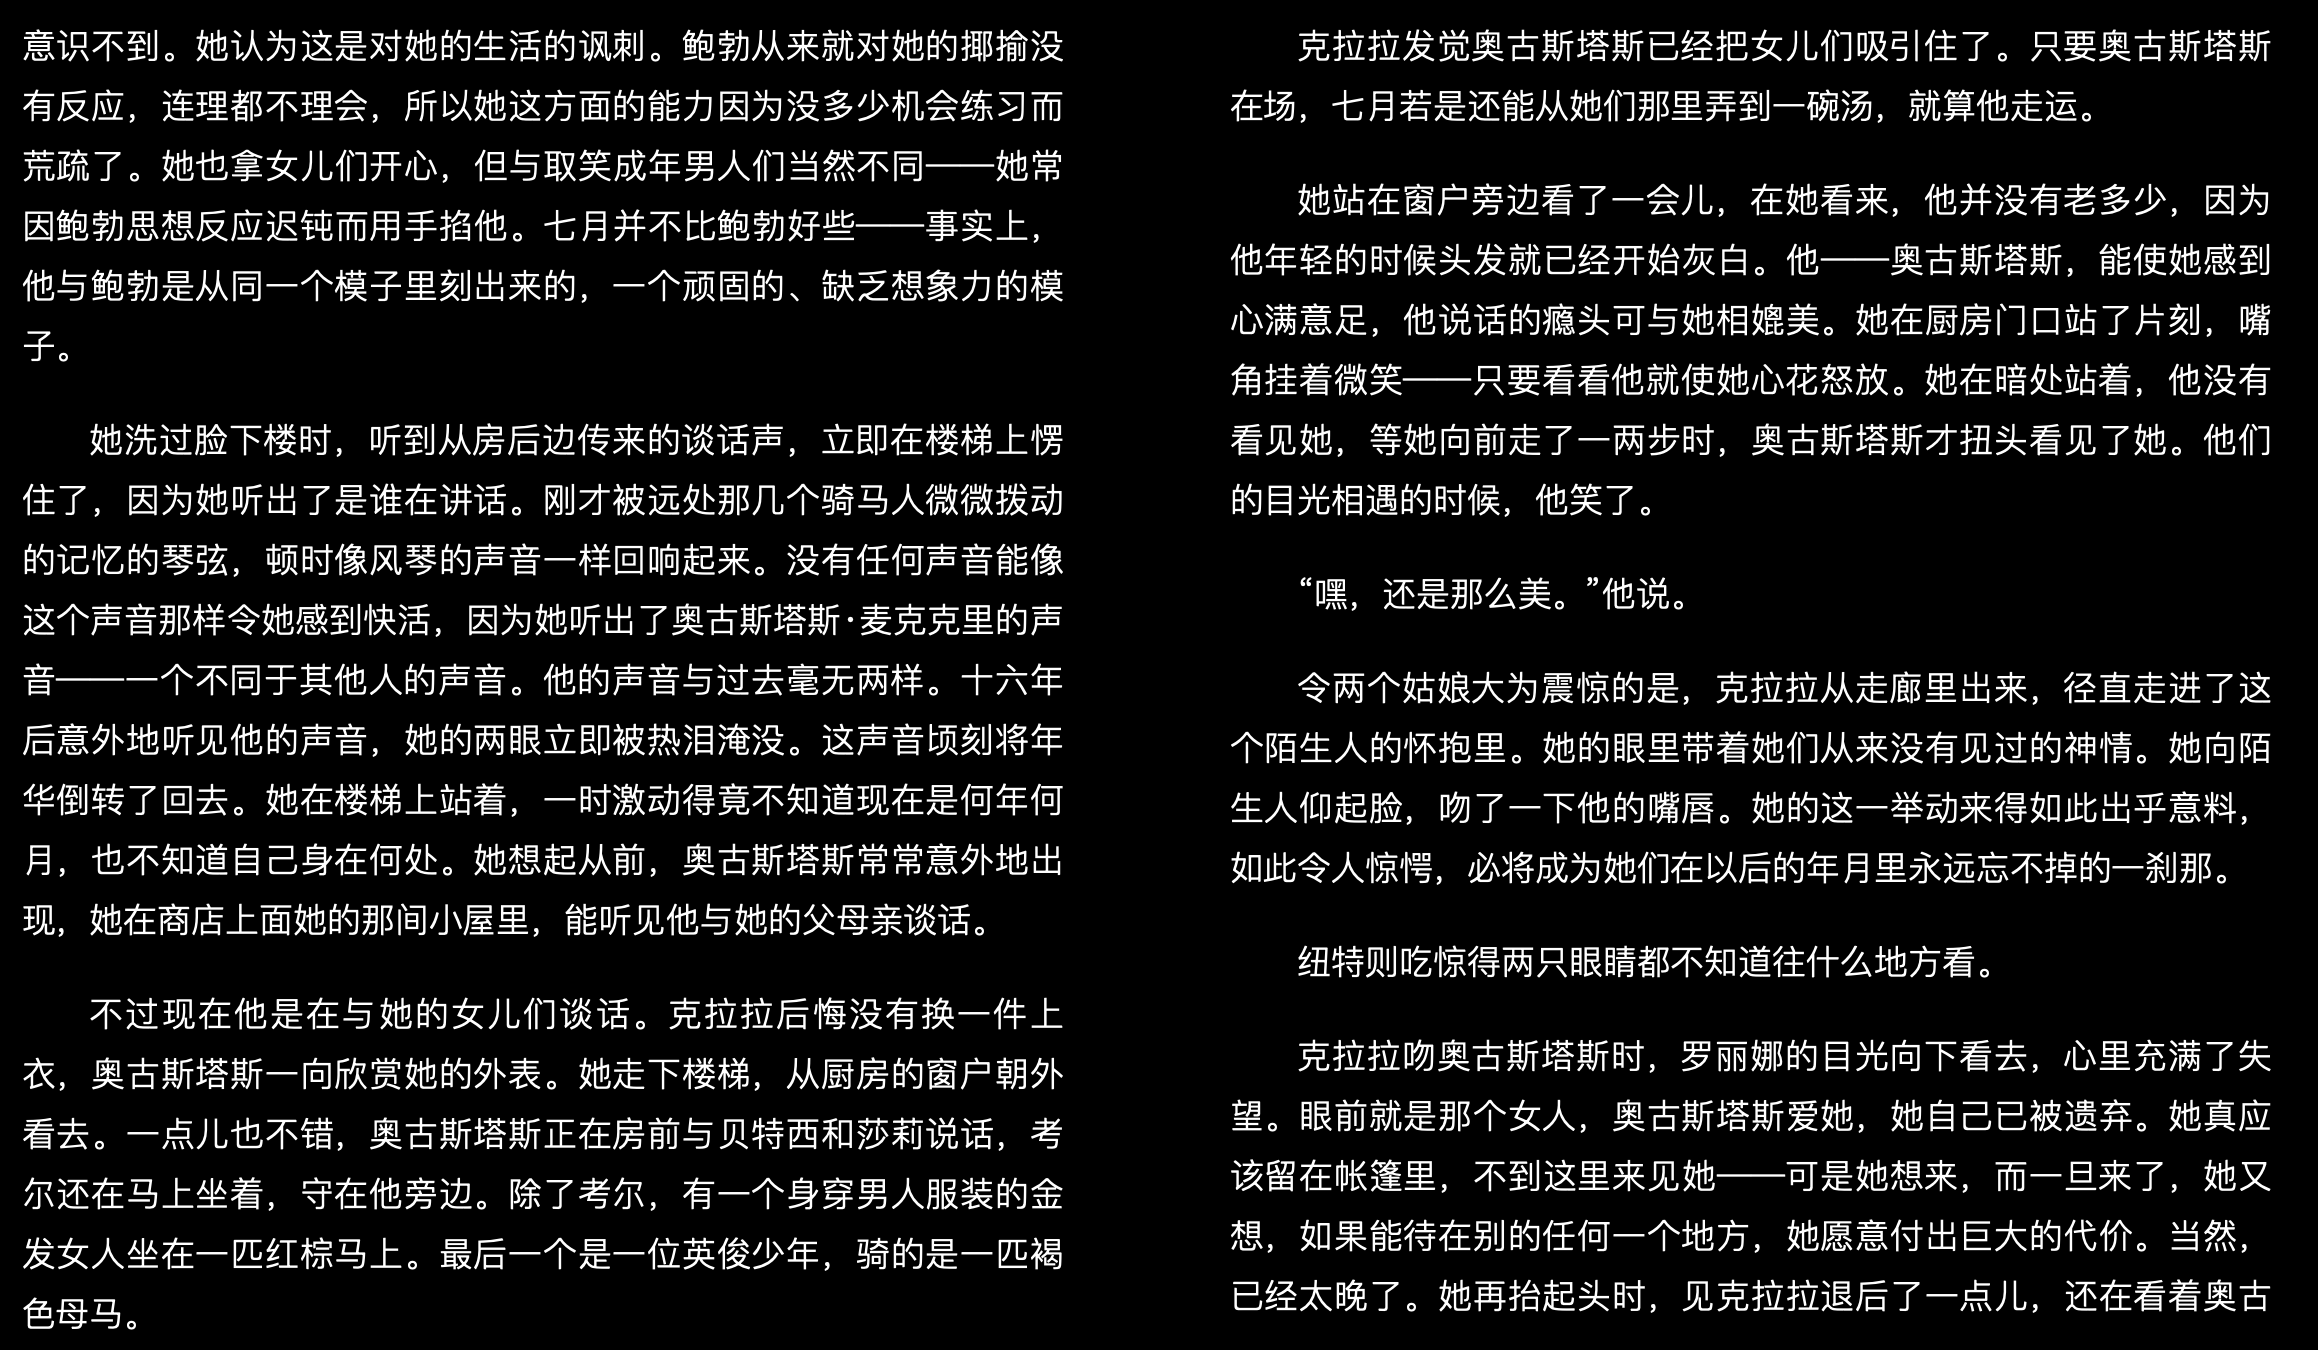 意识不到。她认为这是对她的生活的讽刺。鲍勃从来就对她的揶揄没
有反应，连理都不理会，所以她这方面的能力因为没多少机会练习而
荒疏了。她也拿女儿们开心，但与取笑成年男人们当然不同——她常
因鲍勃思想反应迟钝而用手掐他。七月并不比鲍勃好些——事实上，
他与鲍勃是从同一个模子里刻出来的，一个顽固的、缺乏想象力的模
子。
她洗过脸下楼时，听到从房后边传来的谈话声，立即在楼梯上愣
住了，因为她听出了是谁在讲话。刚才被远处那几个骑马人微微拨动
的记忆的琴弦，顿时像风琴的声音一样回响起来。没有任何声音能像
这个声音那样令她感到快活，因为她听出了奥古斯塔斯·麦克克里的声
音——一个不同于其他人的声音。他的声音与过去毫无两样。十六年
后意外地听见他的声音，她的两眼立即被热泪淹没。这声音顷刻将年
华倒转了回去。她在楼梯上站着，一时激动得竟不知道现在是何年何
月，也不知道自己身在何处。她想起从前，奥古斯塔斯常常意外地出
现，她在商店上面她的那间小屋里，能听见他与她的父母亲谈话。
不过现在他是在与她的女儿们谈话。克拉拉后悔没有换一件上
衣，奥古斯塔斯一向欣赏她的外表。她走下楼梯，从厨房的窗户朝外
看去。一点儿也不错，奥古斯塔斯正在房前与贝特西和莎莉说话，考
尔还在马上坐着，守在他旁边。除了考尔，有一个身穿男人服装的金
发女人坐在一匹红棕马上。最后一个是一位英俊少年，骑的是一匹褐
色母马。
克拉拉发觉奥古斯塔斯已经把女儿们吸引住了。只要奥古斯塔斯
在场，七月若是还能从她们那里弄到一碗汤，就算他走运。
她站在窗户旁边看了一会儿，在她看来，他并没有老多少，因为
他年轻的时候头发就已经开始灰白。他——奥古斯塔斯，能使她感到
心满意足，他说话的瘾头可与她相媲美。她在厨房门口站了片刻，嘴
角挂着微笑——只要看看他就使她心花怒放。她在暗处站着，他没有
看见她，等她向前走了一两步时，奥古斯塔斯才扭头看见了她。他们
的目光相遇的时候，他笑了。
“嘿，还是那么美。”他说。
令两个姑娘大为震惊的是，克拉拉从走廊里出来，径直走进了这
个陌生人的怀抱里。她的眼里带着她们从来没有见过的神情。她向陌
生人仰起脸，吻了一下他的嘴唇。她的这一举动来得如此出乎意料，
如此令人惊愕，必将成为她们在以后的年月里永远忘不掉的一刹那。
纽特则吃惊得两只眼睛都不知道往什么地方看。
克拉拉吻奥古斯塔斯时，罗丽娜的目光向下看去，心里充满了失
望。眼前就是那个女人，奥古斯塔斯爱她，她自己已被遗弃。她真应
该留在帐篷里，不到这里来见她——可是她想来，而一旦来了，她又
想，如果能待在别的任何一个地方，她愿意付出巨大的代价。当然，
已经太晚了。她再抬起头时，见克拉拉退后了一点儿，还在看着奥古